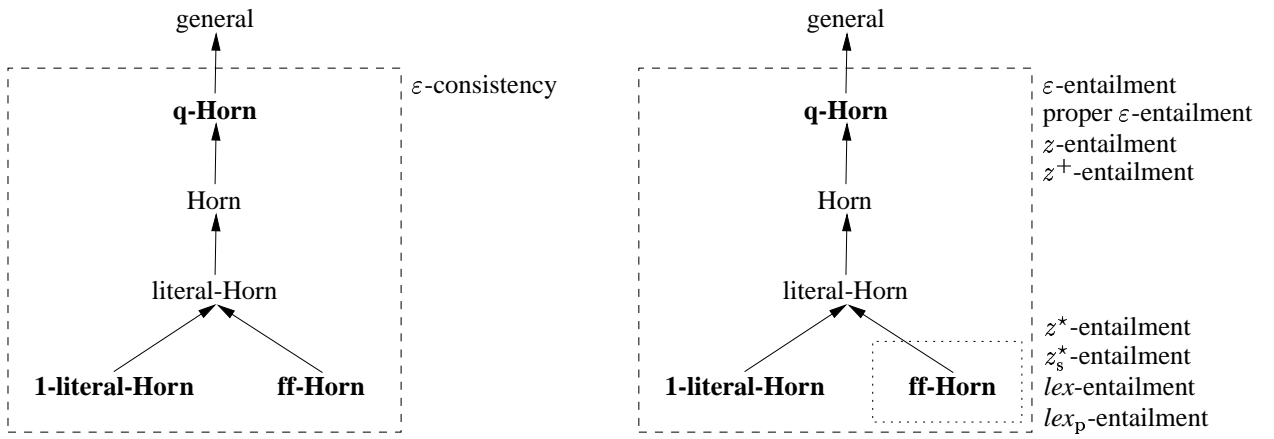 general
ε-consistency
q-Horn
Horn
literal-Horn
1-literal-Horn ff-Horn
general
ε-entailment
q-Horn
proper ε-entailment
z-entailment
z⁺-entailment
Horn
literal-Horn
z⋆-entailment
z⋆ₛ-entailment
1-literal-Horn ff-Horn
lex-entailment
lexₚ-entailment